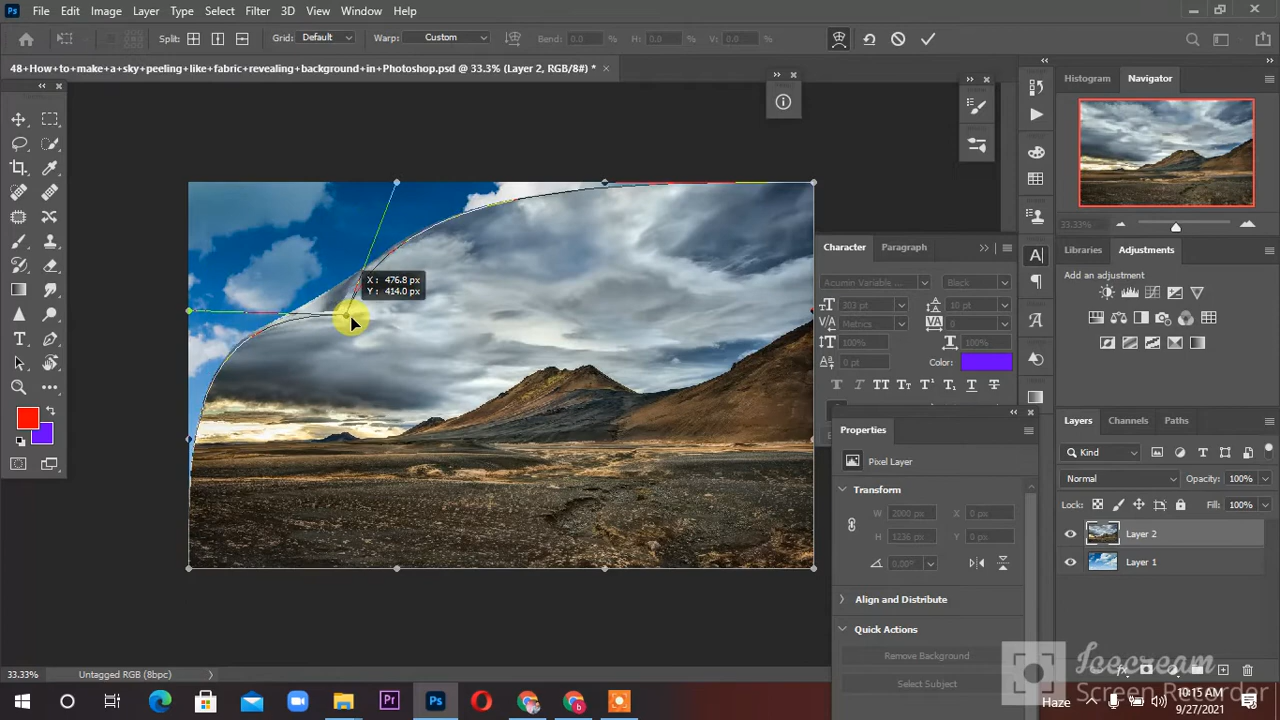 Ps File Edit Image Layer Type Select Filter 3D View Window Help
Split: Grid: Default Warp: Custom Bend: 0.0 % H: 0.0 % V: 0.0 %
48+How+to+make+a+sky+peeling+like+fabric+revealing+background+in+Photoshop.psd @ 33.3% (Layer 2, RGB/8#) *
Histogram Navigator
33.33%
Libraries Adjustments
Add an adjustment
Character Paragraph
Acumin Variable ... Black
303 pt 10 pt
Metrics 0
100% 100%
0 pt Color:
X: 476.8 px
Y: 414.0 px
Properties
Pixel Layer
Transform
W 2000 px X 0 px
H 1236 px Y 0 px
0.00°
Align and Distribute
Quick Actions
Remove Background
Select Subject
Layers Channels Paths
Kind
Normal Opacity: 100%
Lock: Fill: 100%
Layer 2
Layer 1
33.33% Untagged RGB (8bpc)
Icecream
Screen Recorder
Pr Ps
Haze
10:15 AM
9/27/2021